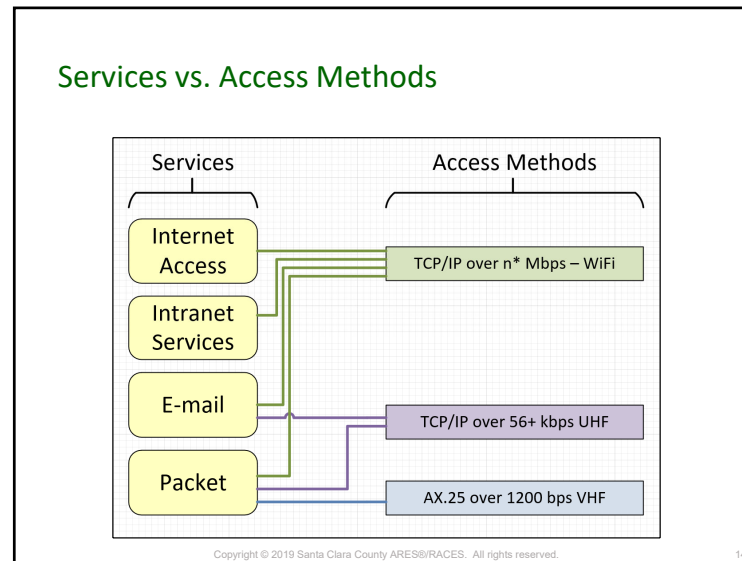 Services vs. Access Methods
Services
Access Methods
Internet
Access
TCP/IP over n* Mbps – WiFi
Intranet
Services
E-mail
TCP/IP over 56+ kbps UHF
Packet
AX.25 over 1200 bps VHF
Copyright © 2019 Santa Clara County ARES®/RACES. All rights reserved.
14